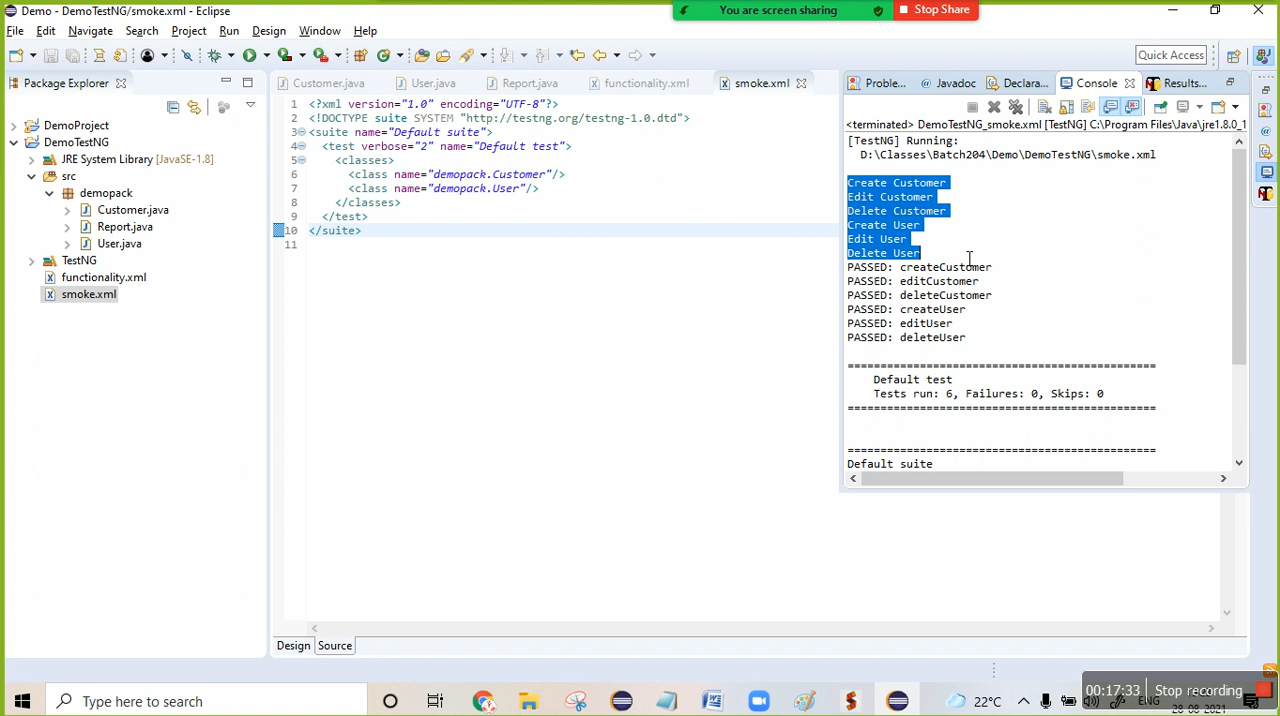 Demo - DemoTestNG/smoke.xml - Eclipse
You are screen sharing
Stop Share
File Edit Navigate Search Project Run Design Window Help
Quick Access
Package Explorer
DemoProject
DemoTestNG
JRE System Library [JavaSE-1.8]
src
demopack
Customer.java
Report.java
User.java
TestNG
functionality.xml
smoke.xml
Customer.java User.java Report.java functionality.xml smoke.xml
1 <?xml version="1.0" encoding="UTF-8"?>
2 <!DOCTYPE suite SYSTEM "http://testng.org/testng-1.0.dtd">
3 <suite name="Default suite">
4 <test verbose="2" name="Default test">
5 <classes>
6 <class name="demopack.Customer"/>
7 <class name="demopack.User"/>
8 </classes>
9 </test>
10 </suite>
11
Design Source
Proble... Javadoc Declara... Console Results...
<terminated> DemoTestNG_smoke.xml [TestNG] C:\Program Files\Java\jre1.8.0_1
[TestNG] Running:
D:\Classes\Batch204\Demo\DemoTestNG\smoke.xml
Create Customer
Edit Customer
Delete Customer
Create User
Edit User
Delete User
PASSED: createCustomer
PASSED: editCustomer
PASSED: deleteCustomer
PASSED: createUser
PASSED: editUser
PASSED: deleteUser
===============================================
Default test
Tests run: 6, Failures: 0, Skips: 0
===============================================
===============================================
Default suite
Type here to search
22°C
ENG
28-08-2021
00:17:33 Stop recording